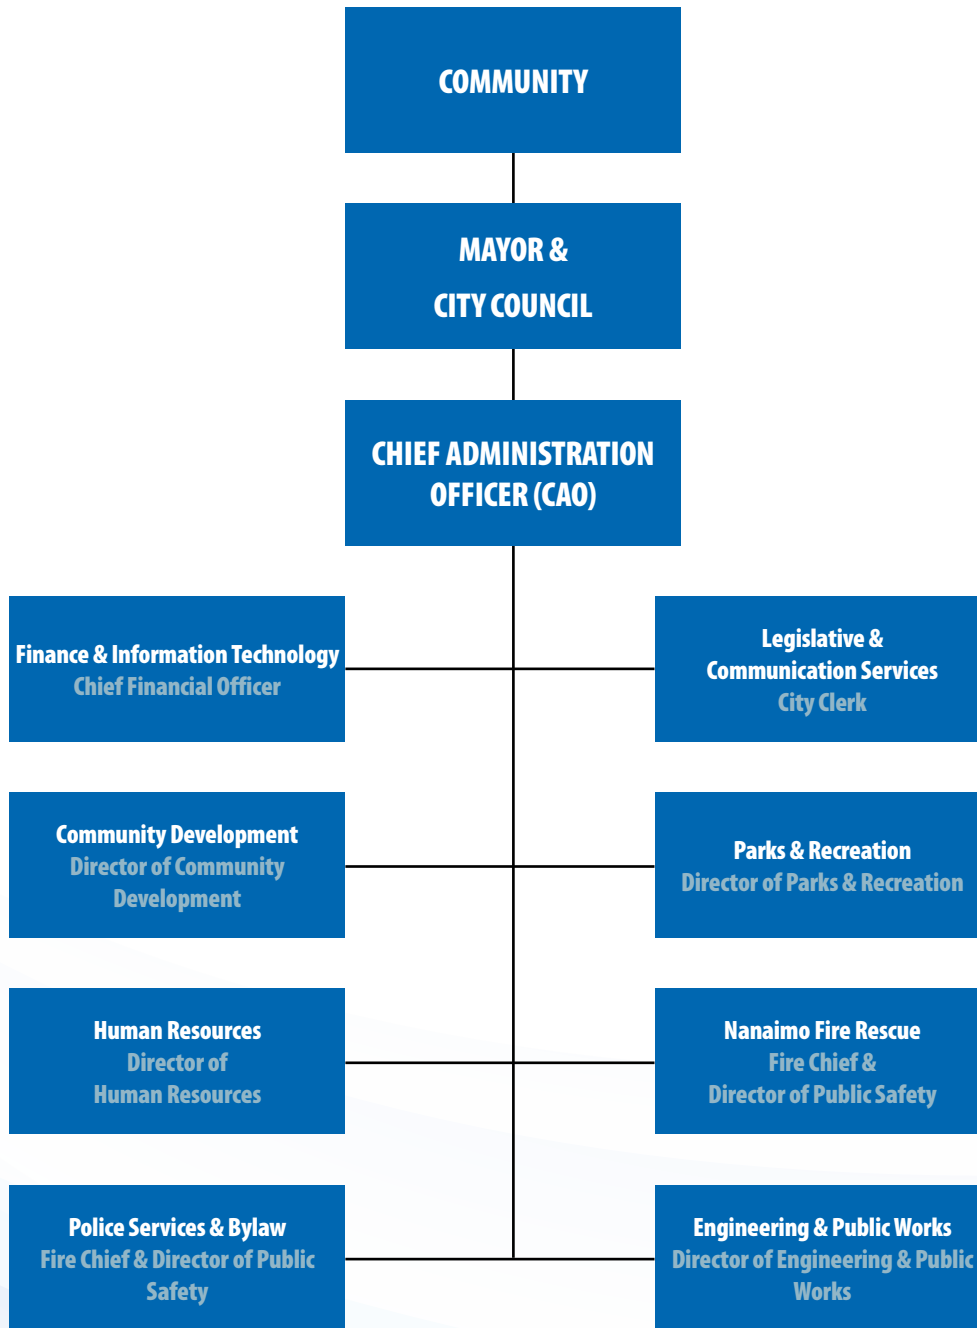 COMMUNITY
MAYOR &
CITY COUNCIL
CHIEF ADMINISTRATION
OFFICER (CAO)
Finance & Information Technology
Chief Financial Officer
Legislative &
Communication Services
City Clerk
Community Development
Director of Community
Development
Parks & Recreation
Director of Parks & Recreation
Human Resources
Director of
Human Resources
Nanaimo Fire Rescue
Fire Chief &
Director of Public Safety
Police Services & Bylaw
Fire Chief & Director of Public
Safety
Engineering & Public Works
Director of Engineering & Public
Works